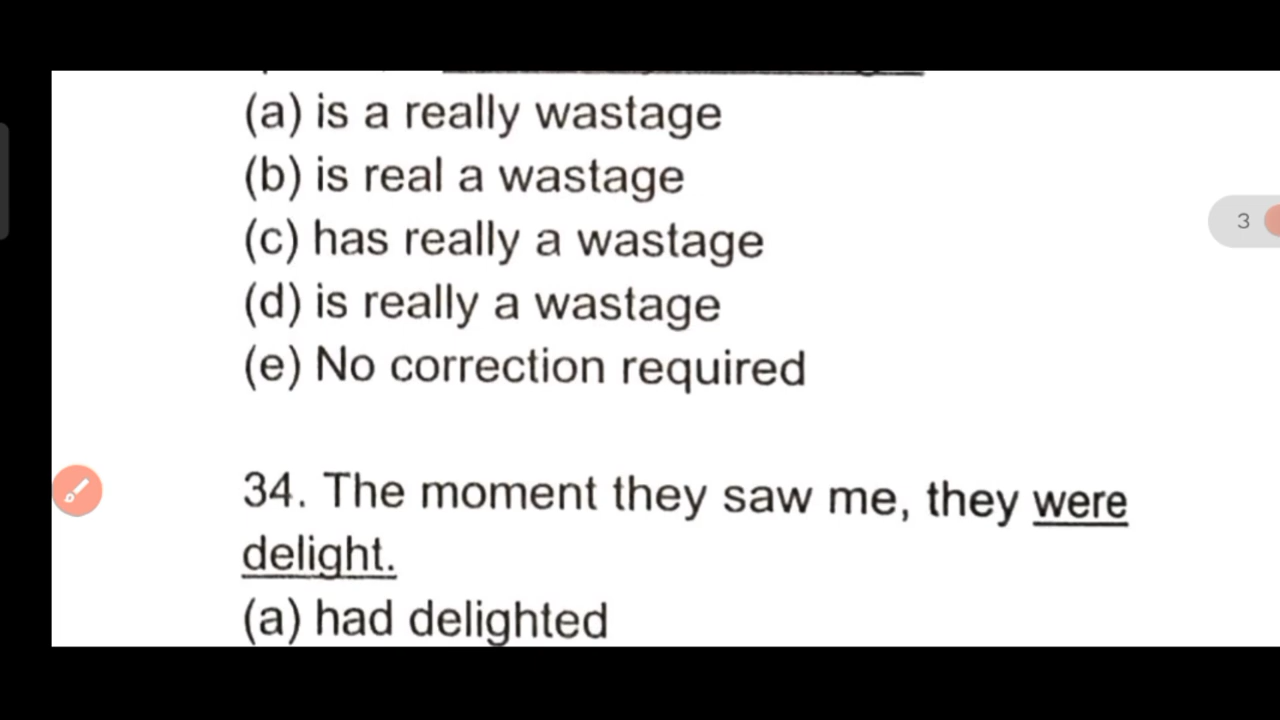 (a) is a really wastage
(b) is real a wastage
(c) has really a wastage
(d) is really a wastage
(e) No correction required
3
34. The moment they saw me, they were
delight.
(a) had delighted